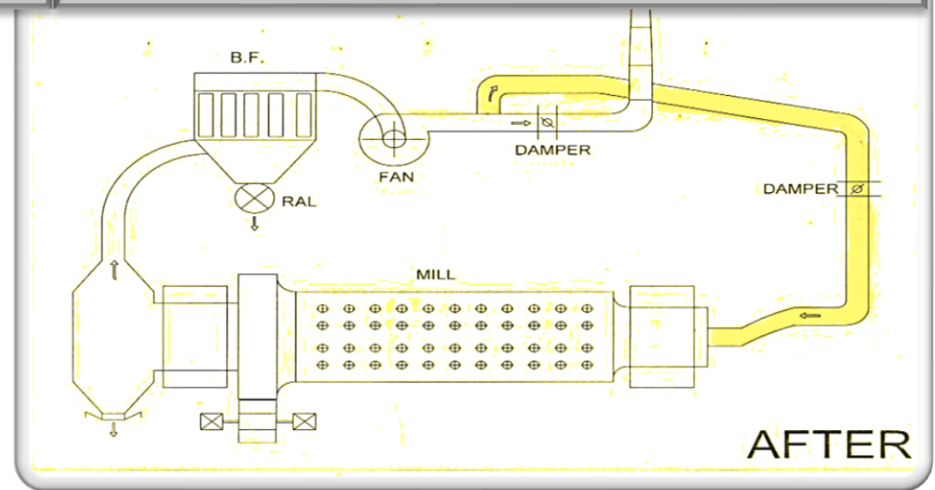 B.F.
DAMPER
FAN
DAMPER
RAL
MILL
AFTER